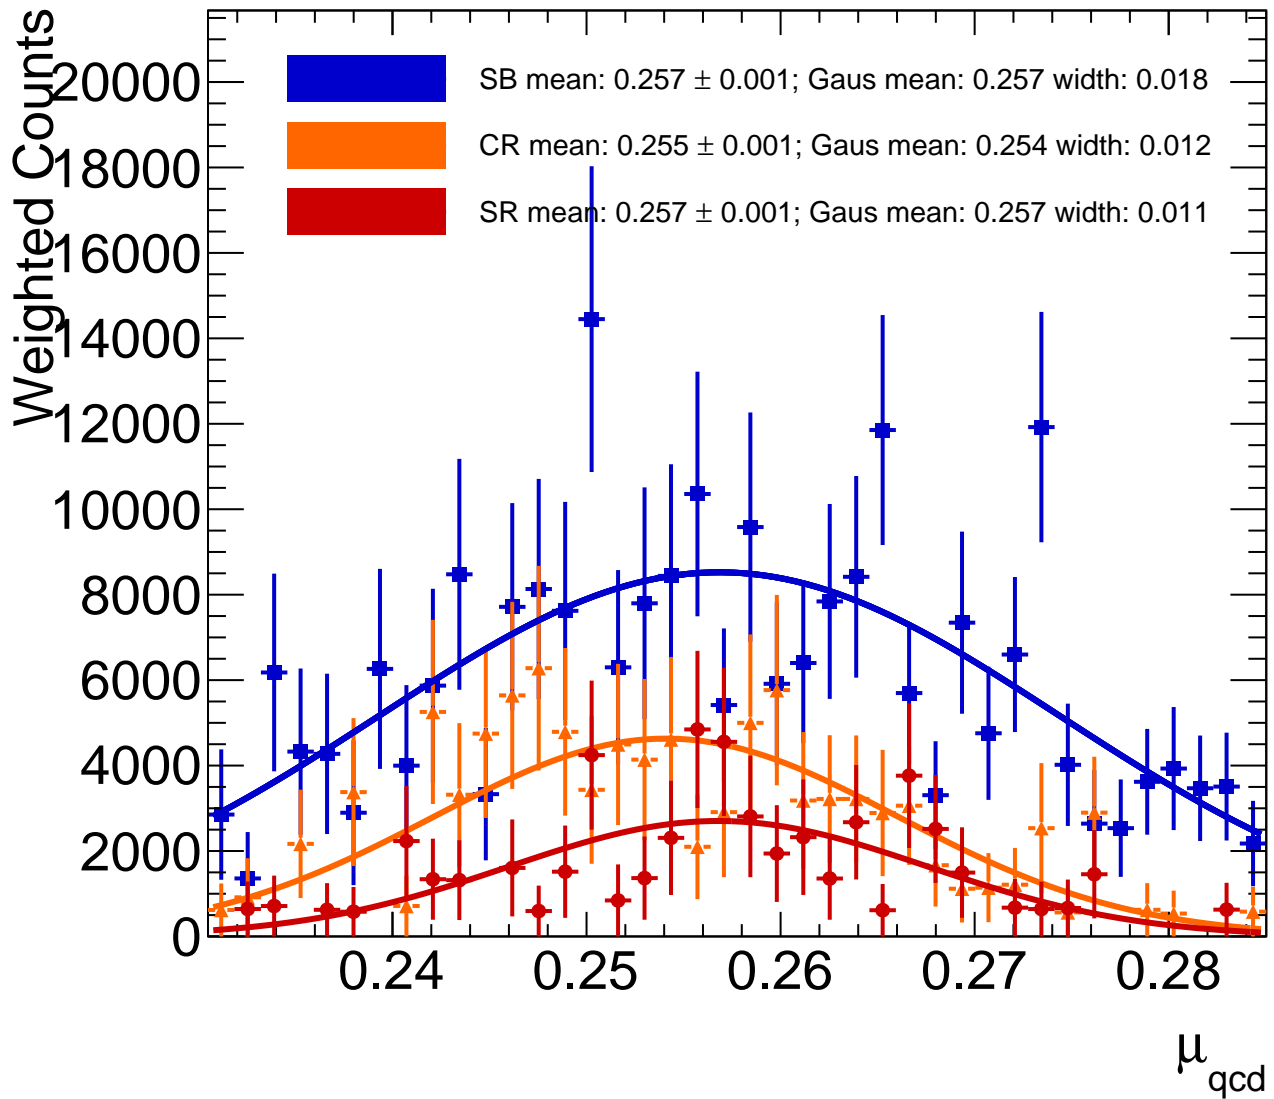 Weighted Counts
20000
18000
16000
14000
12000
10000
8000
6000
4000
2000
0
SB mean: 0.257 ± 0.001; Gaus mean: 0.257 width: 0.018
CR mean: 0.255 ± 0.001; Gaus mean: 0.254 width: 0.012
SR mean: 0.257 ± 0.001; Gaus mean: 0.257 width: 0.011
0.24 0.25 0.26 0.27 0.28
μqcd